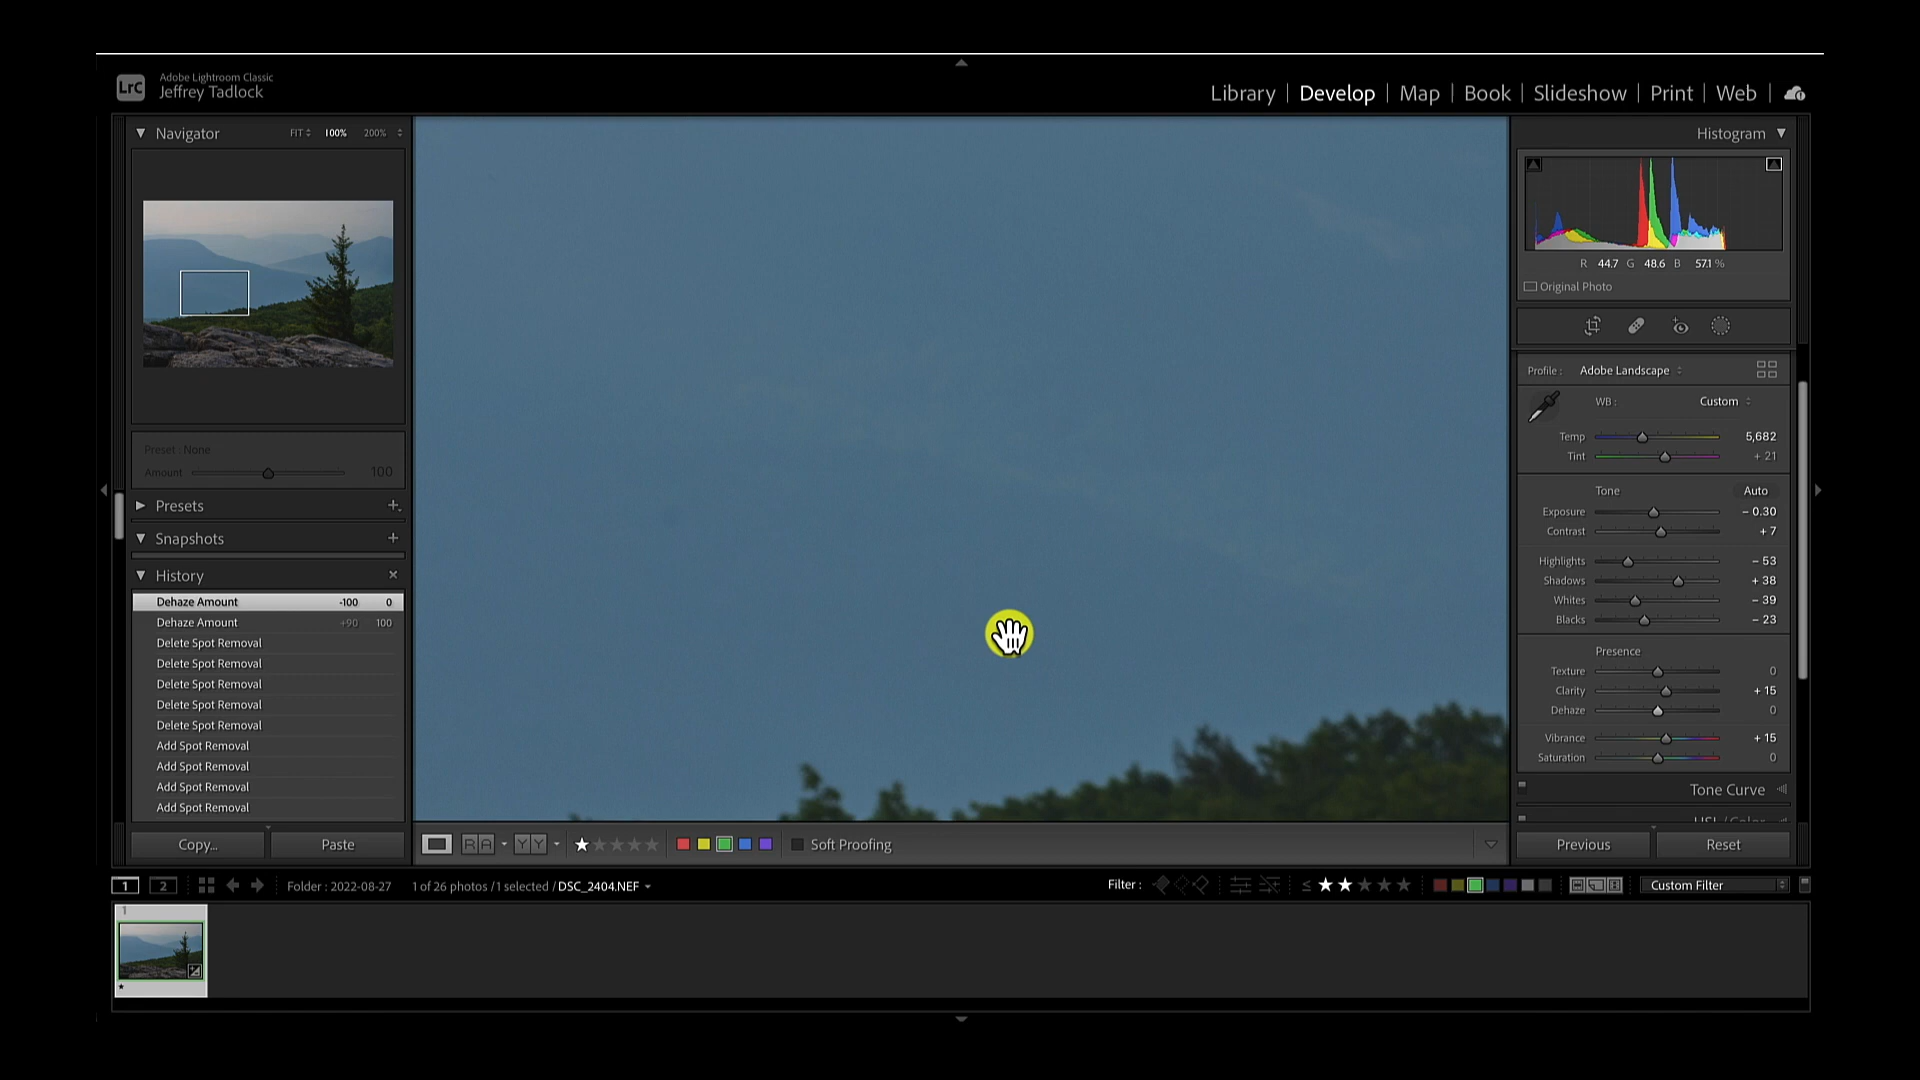 LrC
Adobe Lightroom Classic
Jeffrey Tadlock
Library | Develop | Map | Book | Slideshow | Print | Web |
Navigator FIT 100% 200%
Histogram
R 44.7 G 48.6 B 57.1 %
Original Photo
Profile : Adobe Landscape
WB : Custom
Temp 5,682
Tint + 21
Tone Auto
Exposure – 0.30
Contrast + 7
Highlights – 53
Shadows + 38
Whites – 39
Blacks – 23
Presence
Texture 0
Clarity + 15
Dehaze 0
Vibrance + 15
Saturation 0
Tone Curve
HSL / Color
Previous Reset
Preset : None
Amount 100
Presets
Snapshots
History
Dehaze Amount -100 0
Dehaze Amount +90 100
Delete Spot Removal
Delete Spot Removal
Delete Spot Removal
Delete Spot Removal
Delete Spot Removal
Add Spot Removal
Add Spot Removal
Add Spot Removal
Add Spot Removal
Copy... Paste
R A Y Y Soft Proofing
1 2 Folder : 2022-08-27 1 of 26 photos / 1 selected / DSC_2404.NEF Filter : ≤ Custom Filter
1